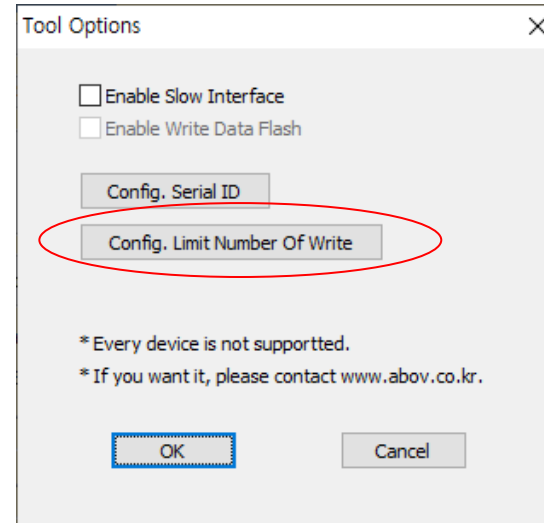 Tool Options
Enable Slow Interface
Enable Write Data Flash
Config. Serial ID
Config. Limit Number Of Write
* Every device is not supportted.
* If you want it, please contact www.abov.co.kr.
OK Cancel